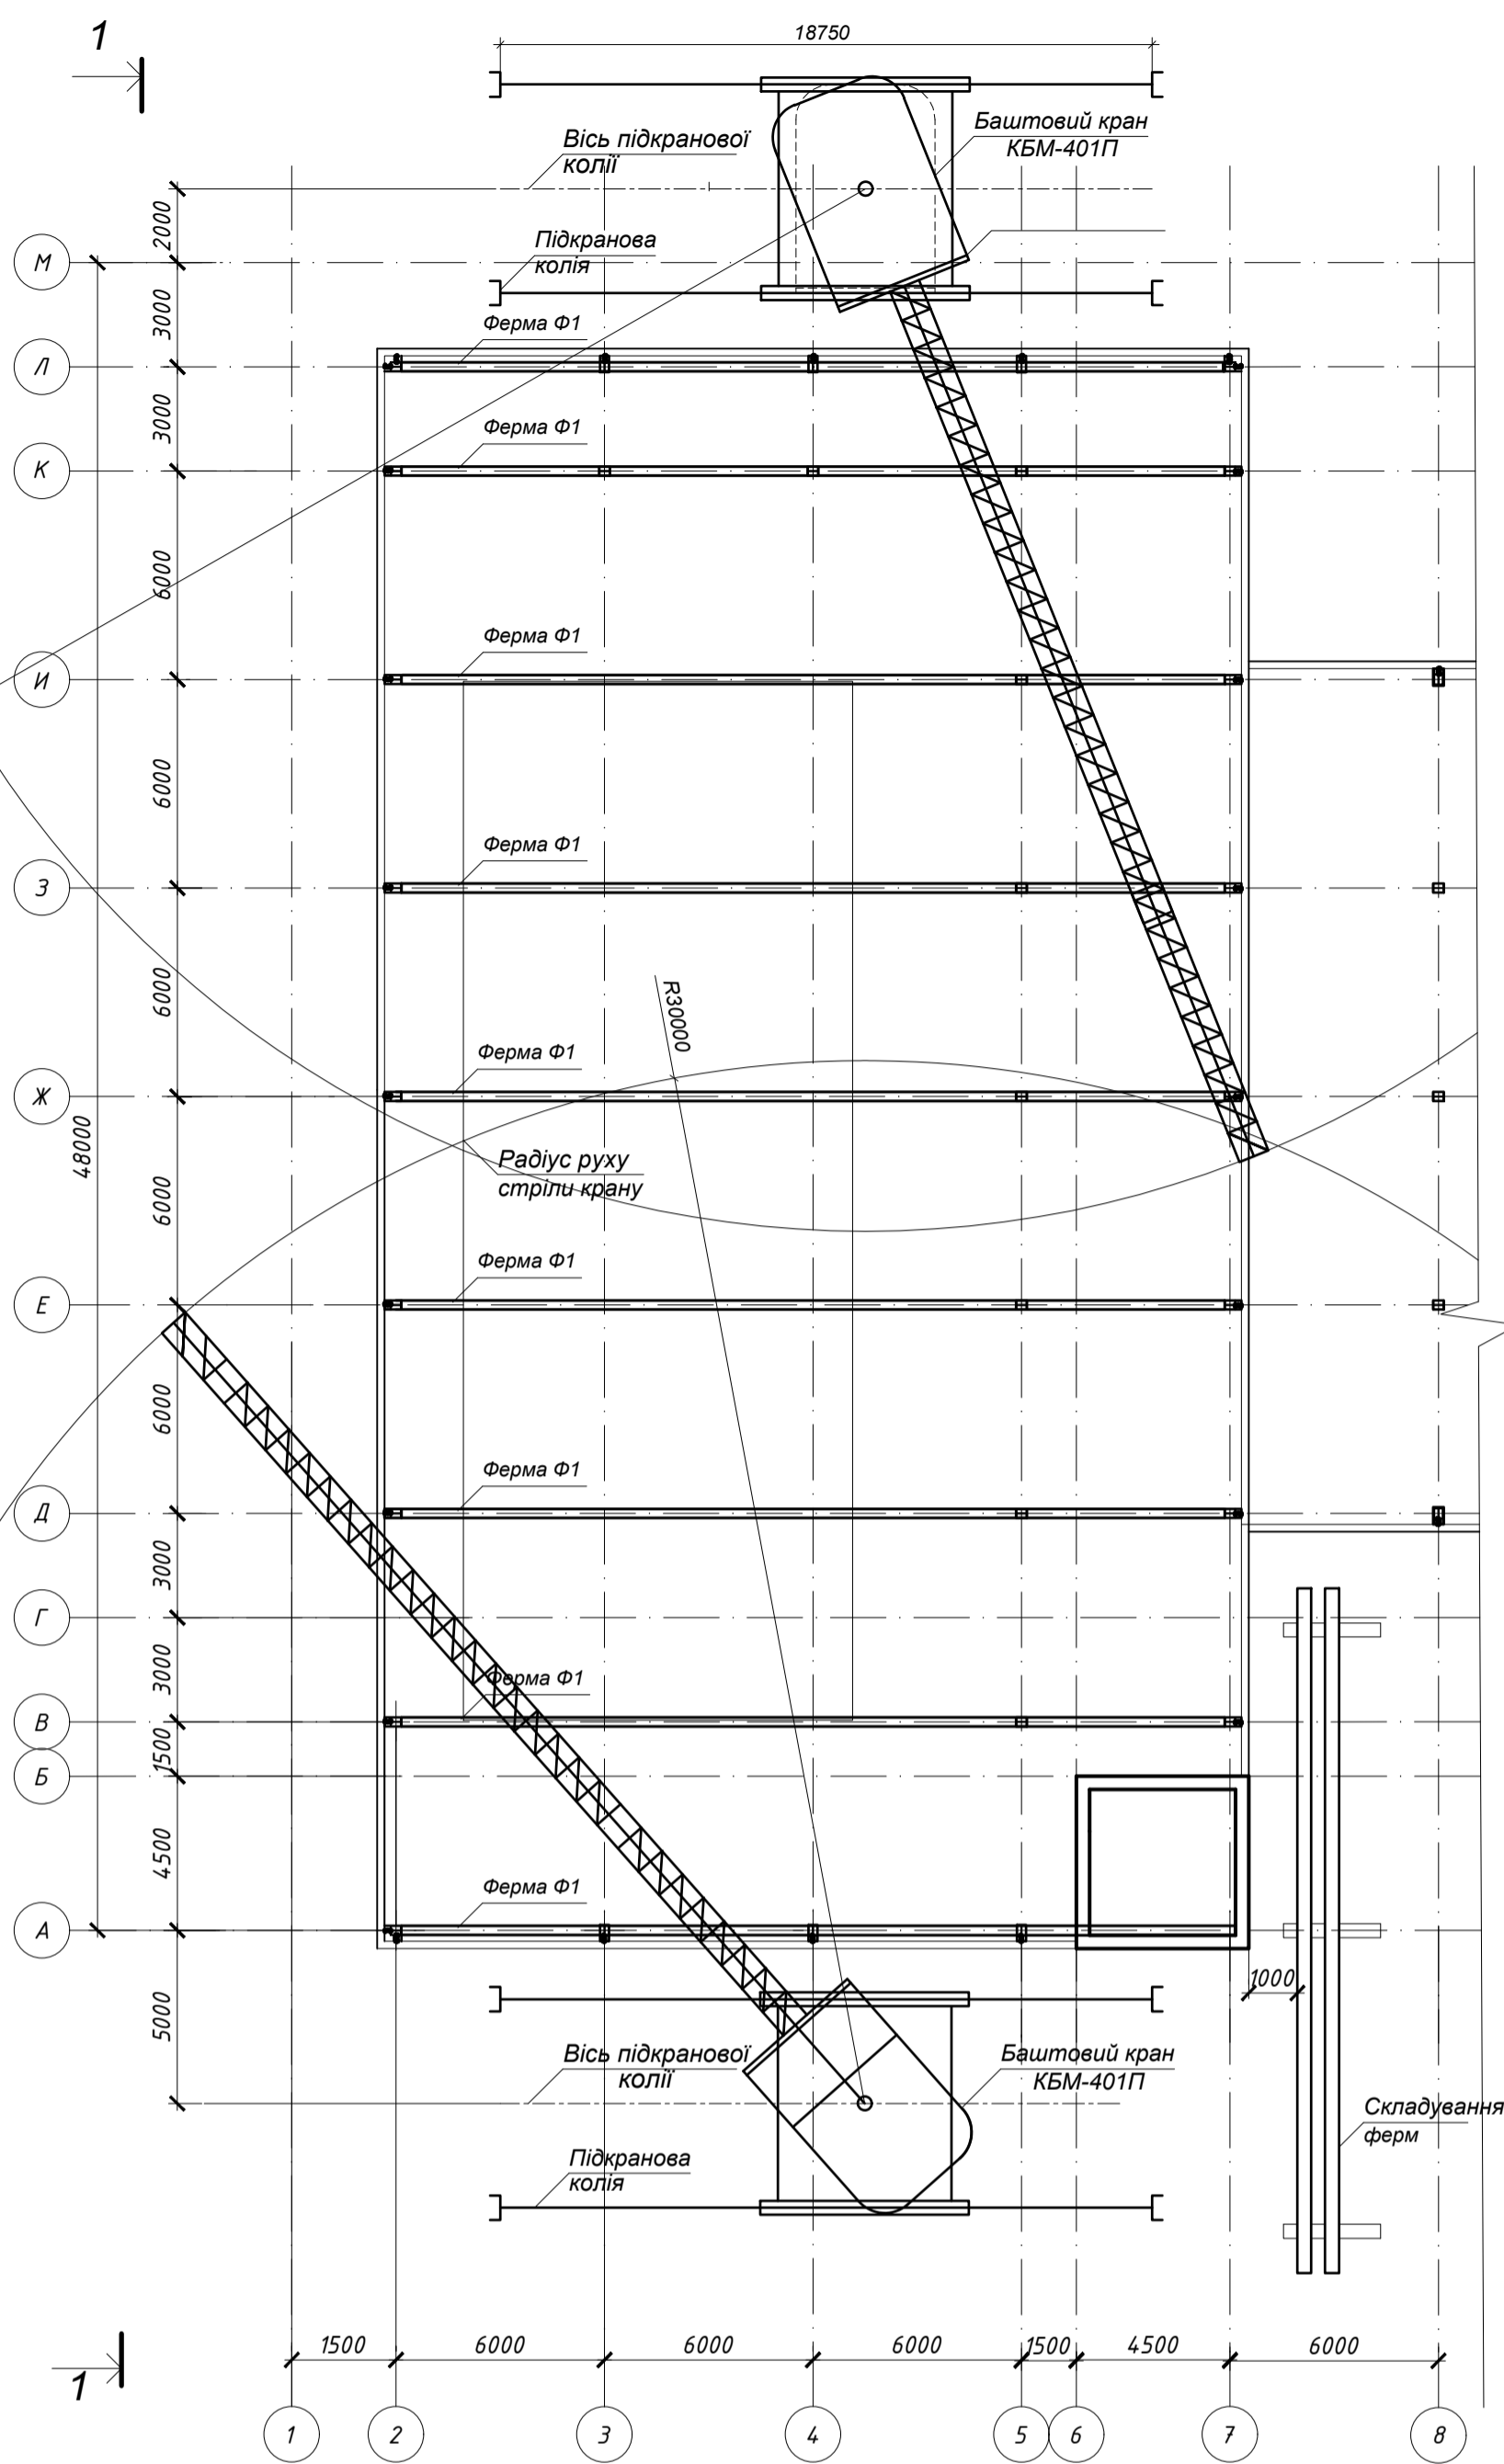 1
18750
Баштовий кран
КБМ-401П
Вісь підкранової
колії
2000
Підкранова
колія
М
3000
Ферма Ф1
Л
3000
Ферма Ф1
К
6000
Ферма Ф1
И
6000
Ферма Ф1
З
6000
R30000
Ферма Ф1
Ж
48000
Радіус руху
стріли крану
6000
Ферма Ф1
Е
6000
Ферма Ф1
Д
3000
Г
3000
Ферма Ф1
В
1500
Б
4500
Ферма Ф1
А
1000
5000
Вісь підкранової
колії
Баштовий кран
КБМ-401П
Складування
ферм
Підкранова
колія
1500
6000
6000
6000
1500
4500
6000
1
1
2
3
4
5
6
7
8